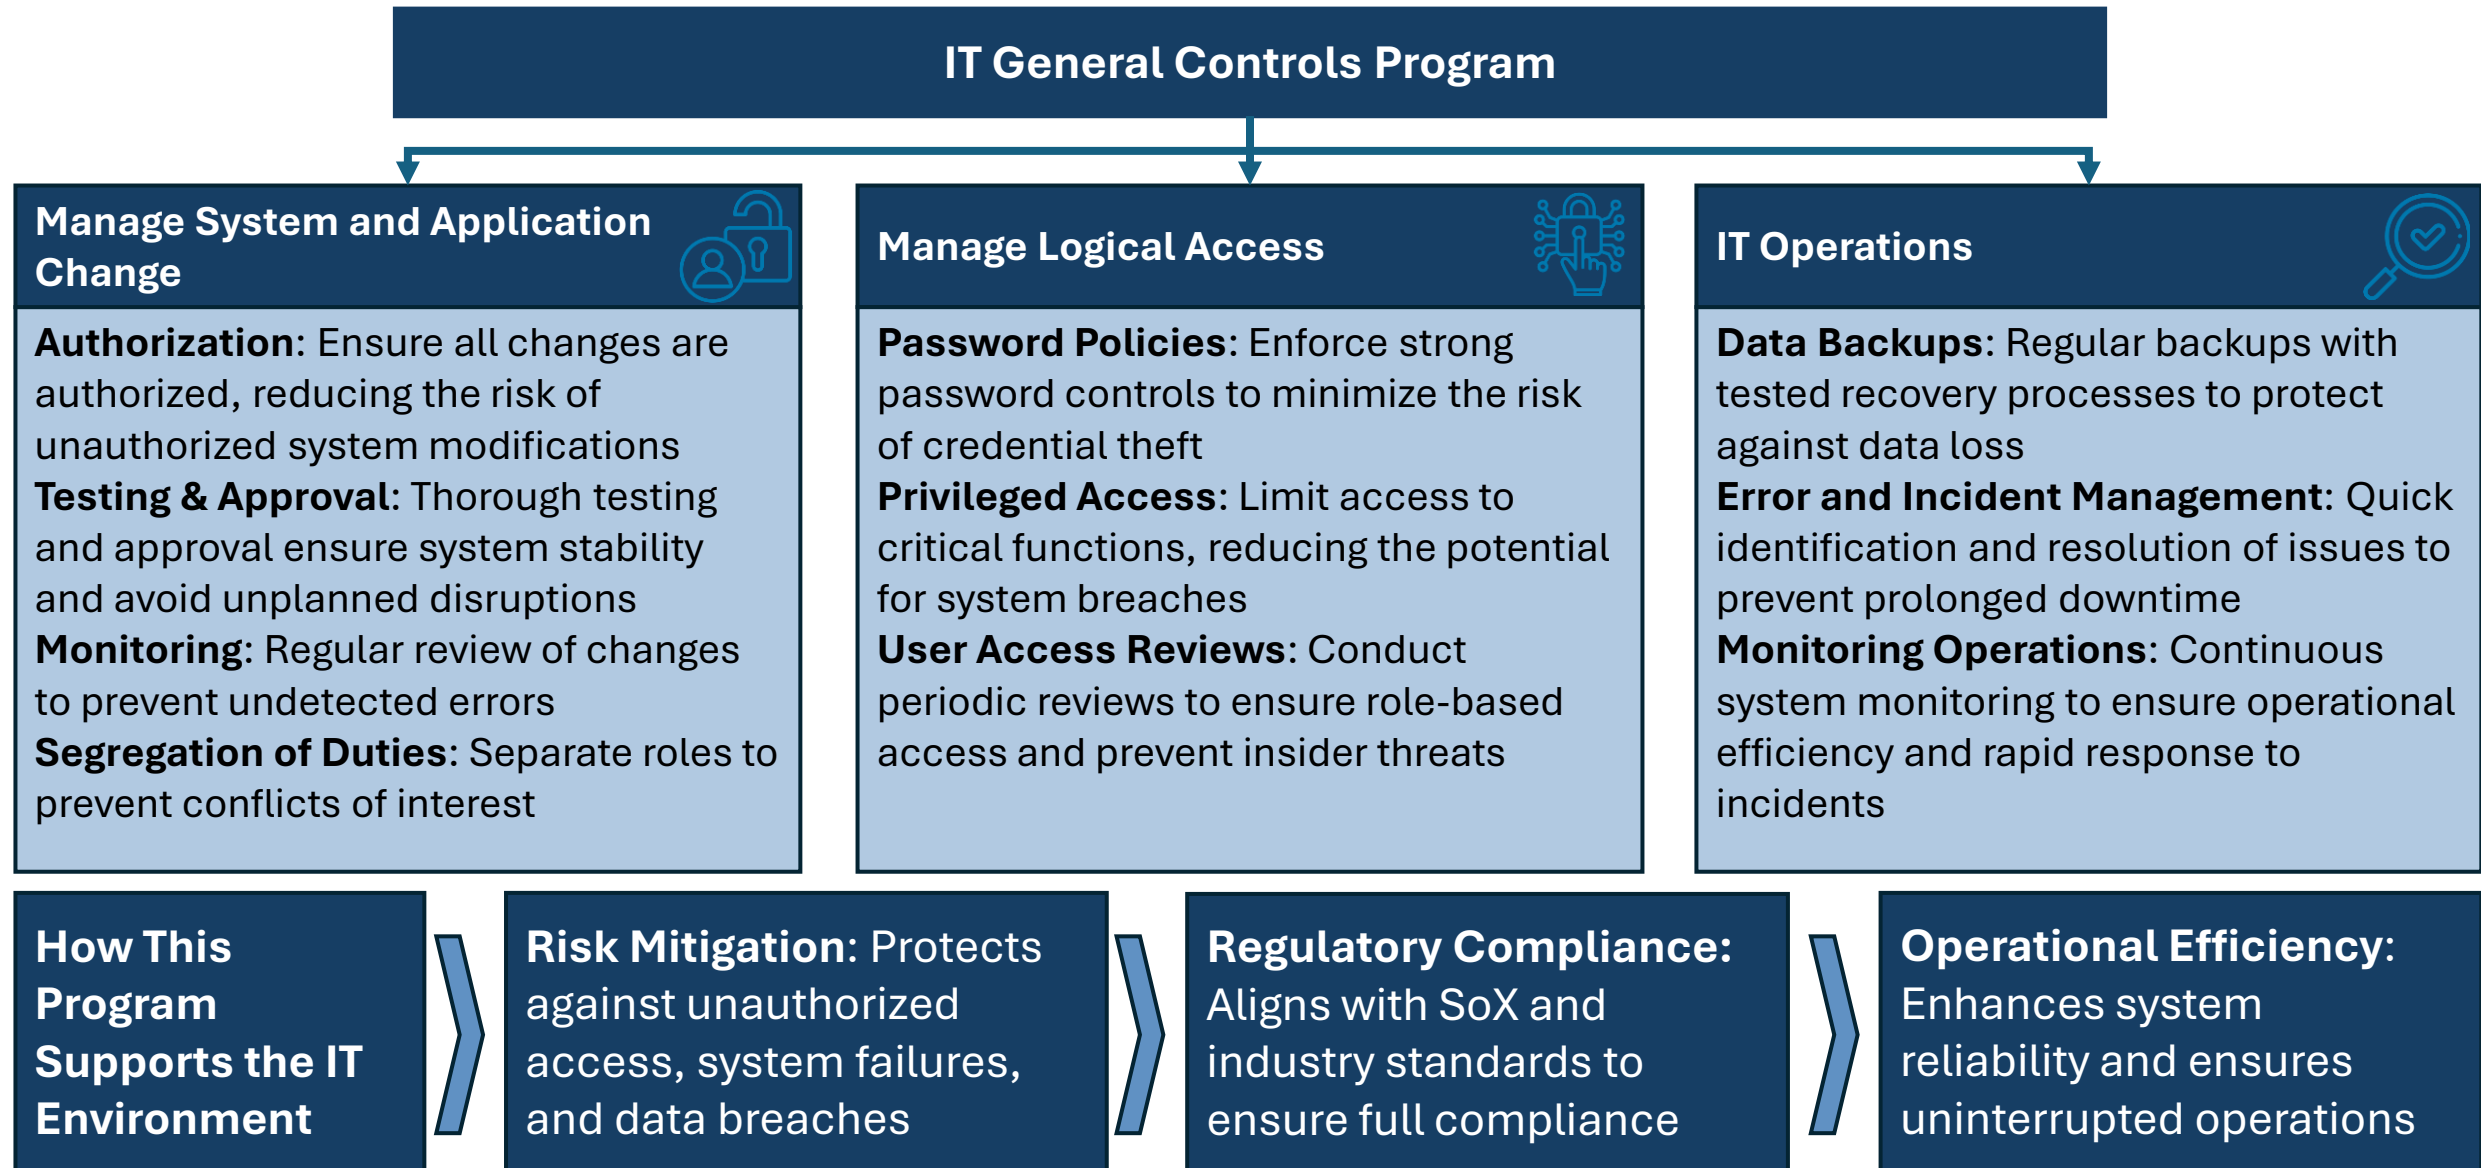 IT General Controls Program
Manage System and Application
Change
Authorization: Ensure all changes are
authorized, reducing the risk of
unauthorized system modifications
Testing & Approval: Thorough testing
and approval ensure system stability
and avoid unplanned disruptions
Monitoring: Regular review of changes
to prevent undetected errors
Segregation of Duties: Separate roles to
prevent conflicts of interest
Manage Logical Access
Password Policies: Enforce strong
password controls to minimize the risk
of credential theft
Privileged Access: Limit access to
critical functions, reducing the potential
for system breaches
User Access Reviews: Conduct
periodic reviews to ensure role-based
access and prevent insider threats
IT Operations
Data Backups: Regular backups with
tested recovery processes to protect
against data loss
Error and Incident Management: Quick
identification and resolution of issues to
prevent prolonged downtime
Monitoring Operations: Continuous
system monitoring to ensure operational
efficiency and rapid response to
incidents
How This
Program
Supports the IT
Environment
Risk Mitigation: Protects
against unauthorized
access, system failures,
and data breaches
Regulatory Compliance:
Aligns with SoX and
industry standards to
ensure full compliance
Operational Efficiency:
Enhances system
reliability and ensures
uninterrupted operations